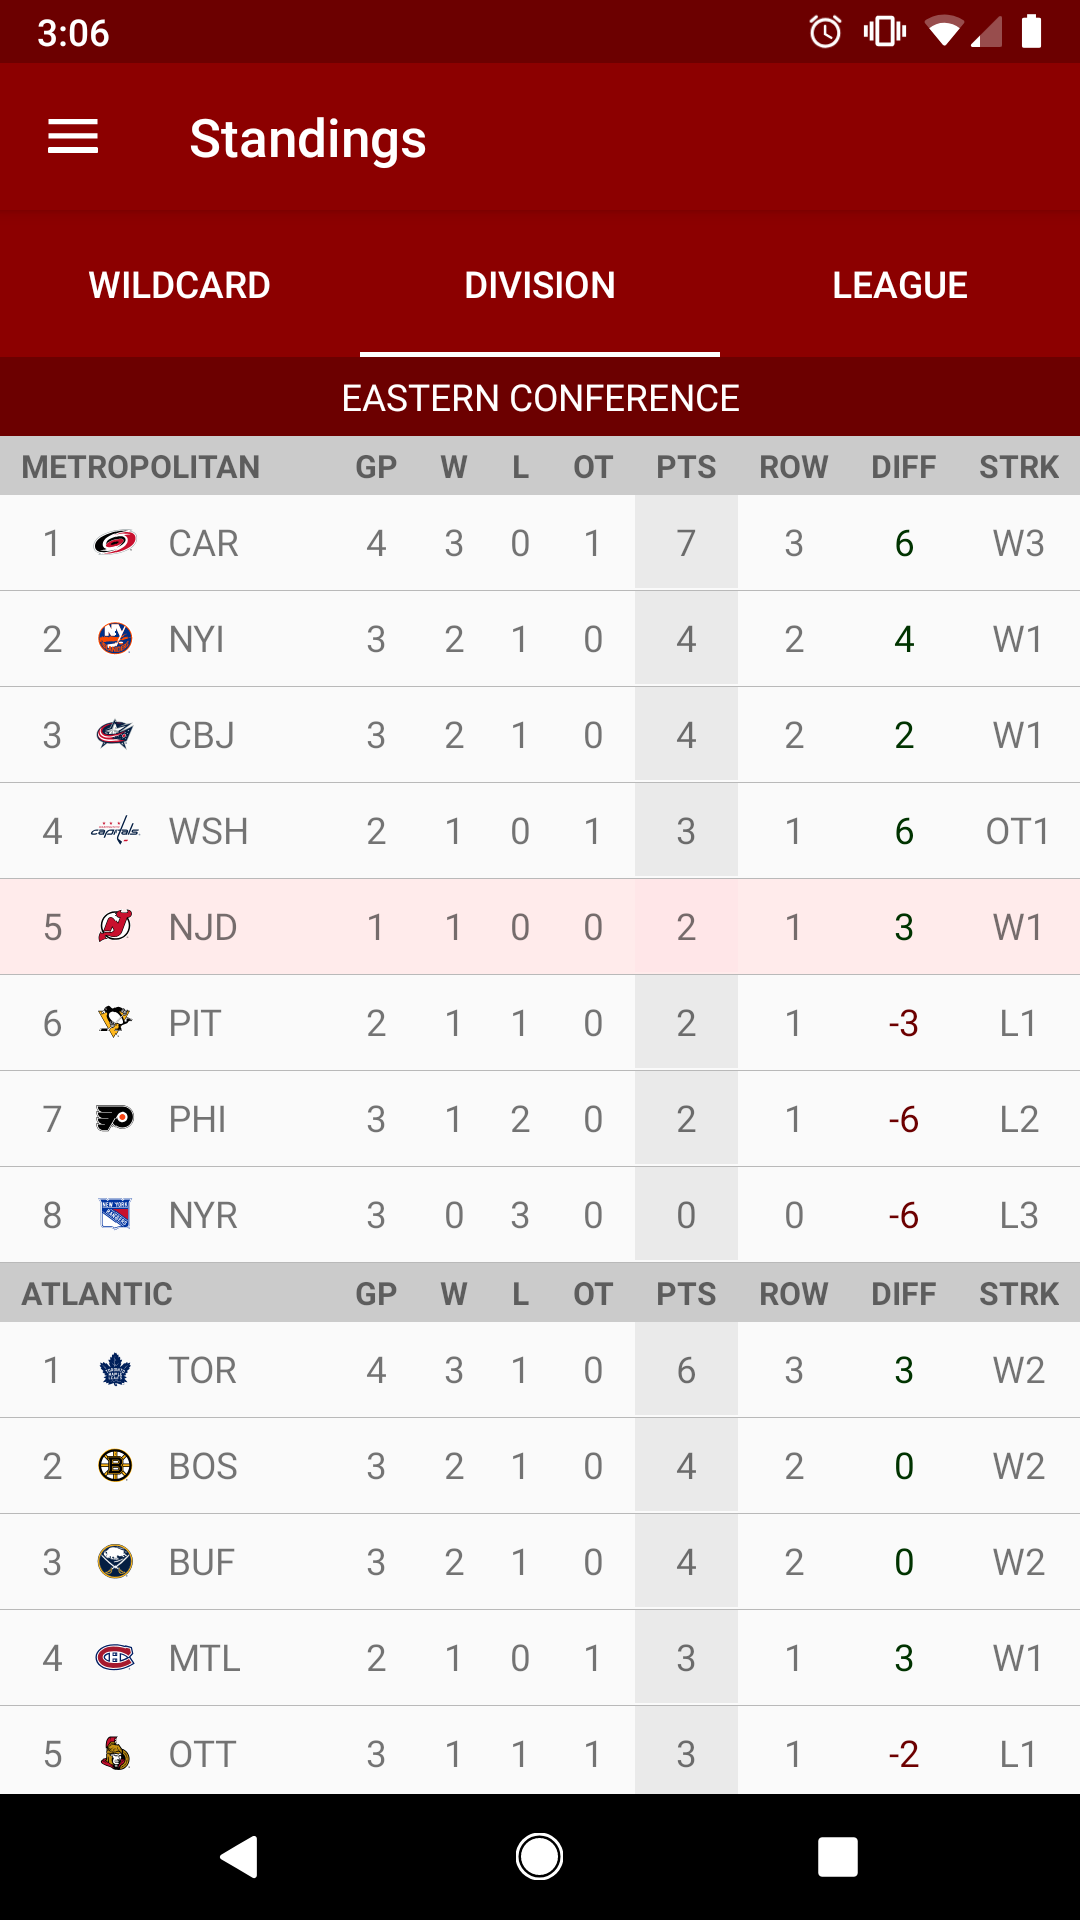 3:06
Standings
WILDCARD DIVISION LEAGUE
EASTERN CONFERENCE
METROPOLITAN GP W L OT PTS ROW DIFF STRK
1 CAR 4 3 0 1 7 3 6 W3
2 NYI 3 2 1 0 4 2 4 W1
3 CBJ 3 2 1 0 4 2 2 W1
4 capitals WSH 2 1 0 1 3 1 6 OT1
5 NJD 1 1 0 0 2 1 3 W1
6 PIT 2 1 1 0 2 1 -3 L1
7 PHI 3 1 2 0 2 1 -6 L2
8 NEW YORK RANGERS NYR 3 0 3 0 0 0 -6 L3
ATLANTIC GP W L OT PTS ROW DIFF STRK
1 TOR 4 3 1 0 6 3 3 W2
2 B BOS 3 2 1 0 4 2 0 W2
3 BUF 3 2 1 0 4 2 0 W2
4 MTL 2 1 0 1 3 1 3 W1
5 OTT 3 1 1 1 3 1 -2 L1